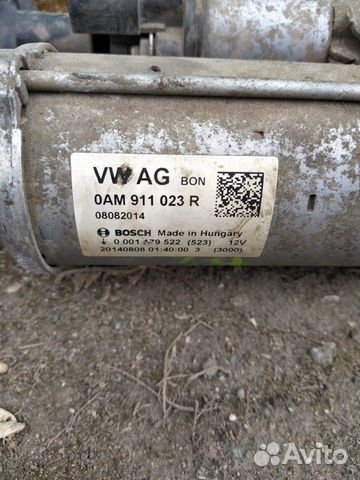 VW AG BON
0AM 911 023 R
08082014
BOSCH Made in Hungary
0 001 179 522 (523) 12V
20140808 01:40:00 3 (3000)
Avito